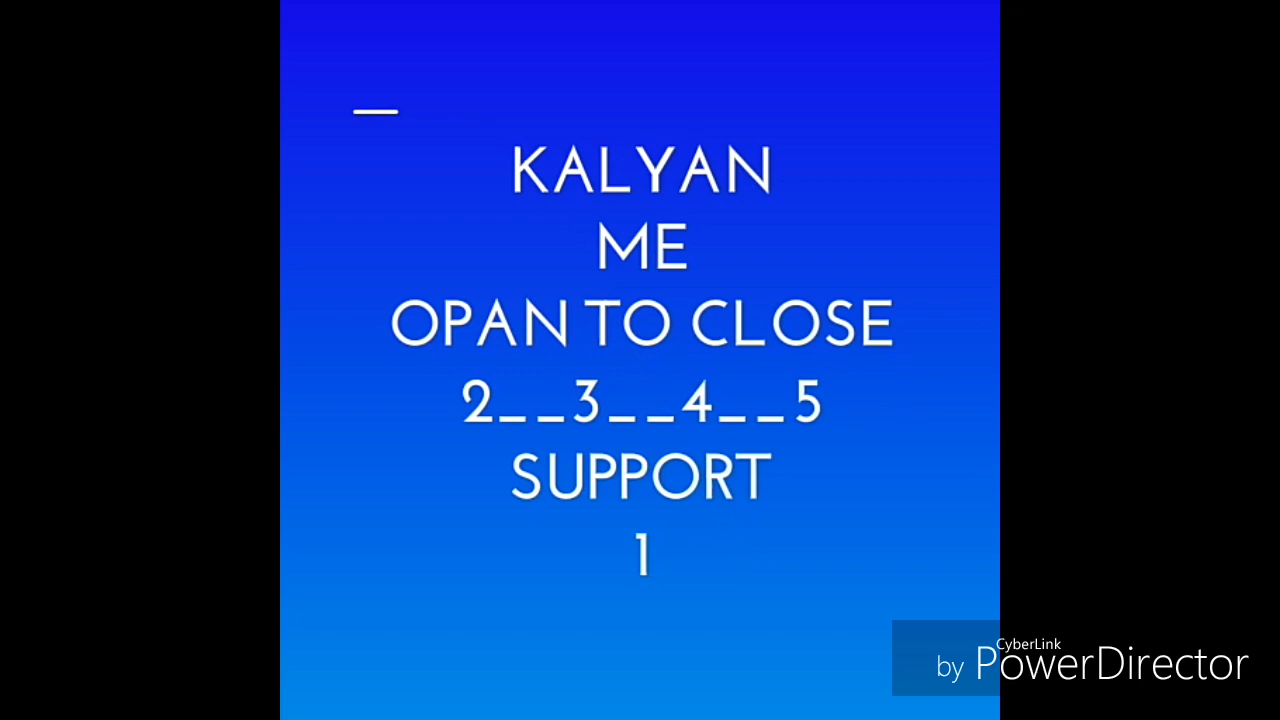 KALYAN
ME
OPAN TO CLOSE
2__3__4__5
SUPPORT
1
CyberLink
by PowerDirector